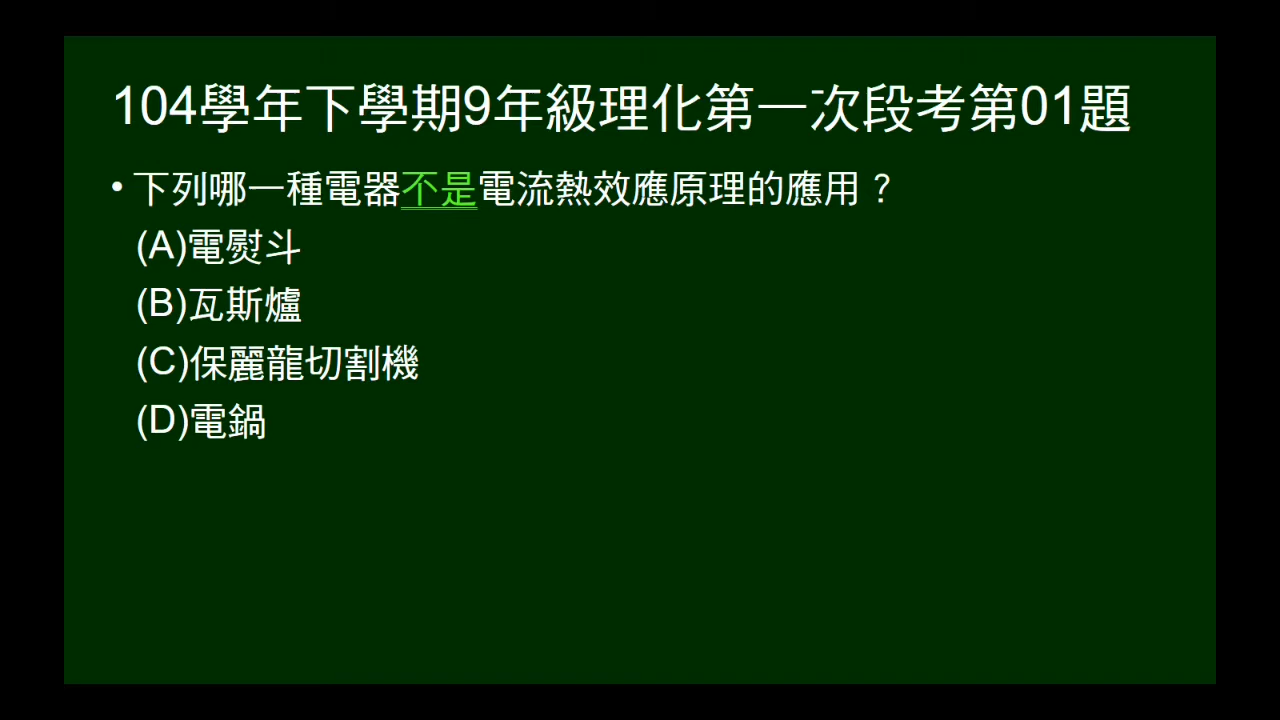 104學年下學期9年級理化第一次段考第01題
•下列哪一種電器不是電流熱效應原理的應用？
(A)電熨斗
(B)瓦斯爐
(C)保麗龍切割機
(D)電鍋